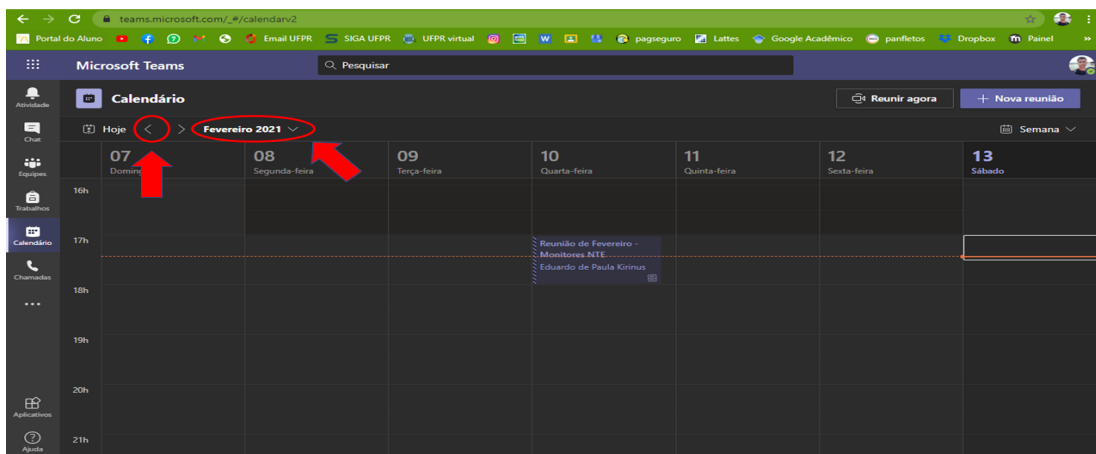 teams.microsoft.com/_#/calendarv2
Portal do Aluno Email UFPR SIGA UFPR UFPR virtual pagseguro Lattes Google Acadêmico panfletos Dropbox Painel »
Microsoft Teams
Pesquisar
Atividade
Calendário
Reunir agora
+ Nova reunião
Chat
Hoje < > Fevereiro 2021
Semana
Equipes
07 08 09 10 11 12 13
Segunda-feira Terça-feira Quarta-feira Quinta-feira Sexta-feira Sábado
Trabalhos
16h
Calendário
17h
Reunião de Fevereiro -
Monitores NTE
Eduardo de Paula Kirinus
Chamadas
18h
...
19h
20h
Aplicativos
21h
Ajuda